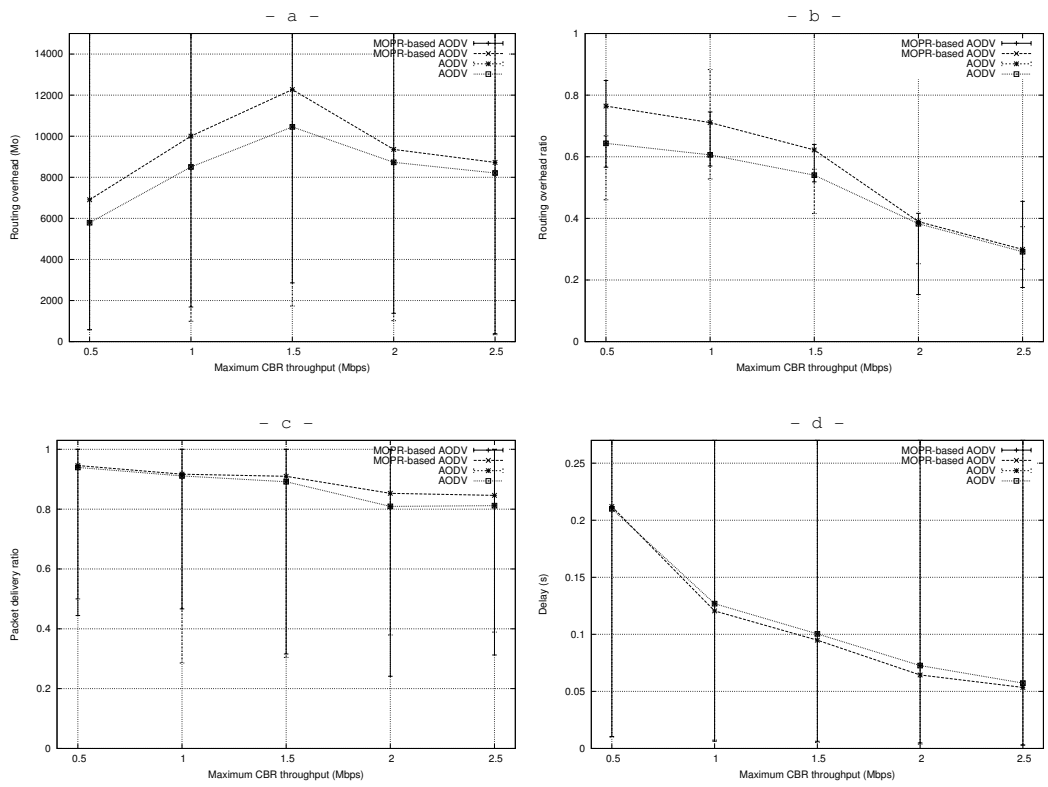 – a –
MOPR-based AODV
MOPR-based AODV
AODV
AODV
14000
12000
10000
8000
6000
4000
2000
0
Routing overhead (Mo)
0.5 1 1.5 2 2.5
Maximum CBR throughput (Mbps)
– b –
MOPR-based AODV
MOPR-based AODV
AODV
AODV
1
0.8
0.6
0.4
0.2
0
Routing overhead ratio
0.5 1 1.5 2 2.5
Maximum CBR throughput (Mbps)
– c –
MOPR-based AODV
MOPR-based AODV
AODV
AODV
1
0.8
0.6
0.4
0.2
0
Packet delivery ratio
0.5 1 1.5 2 2.5
Maximum CBR throughput (Mbps)
– d –
MOPR-based AODV
MOPR-based AODV
AODV
AODV
0.25
0.2
0.15
0.1
0.05
0
Delay (s)
0.5 1 1.5 2 2.5
Maximum CBR throughput (Mbps)